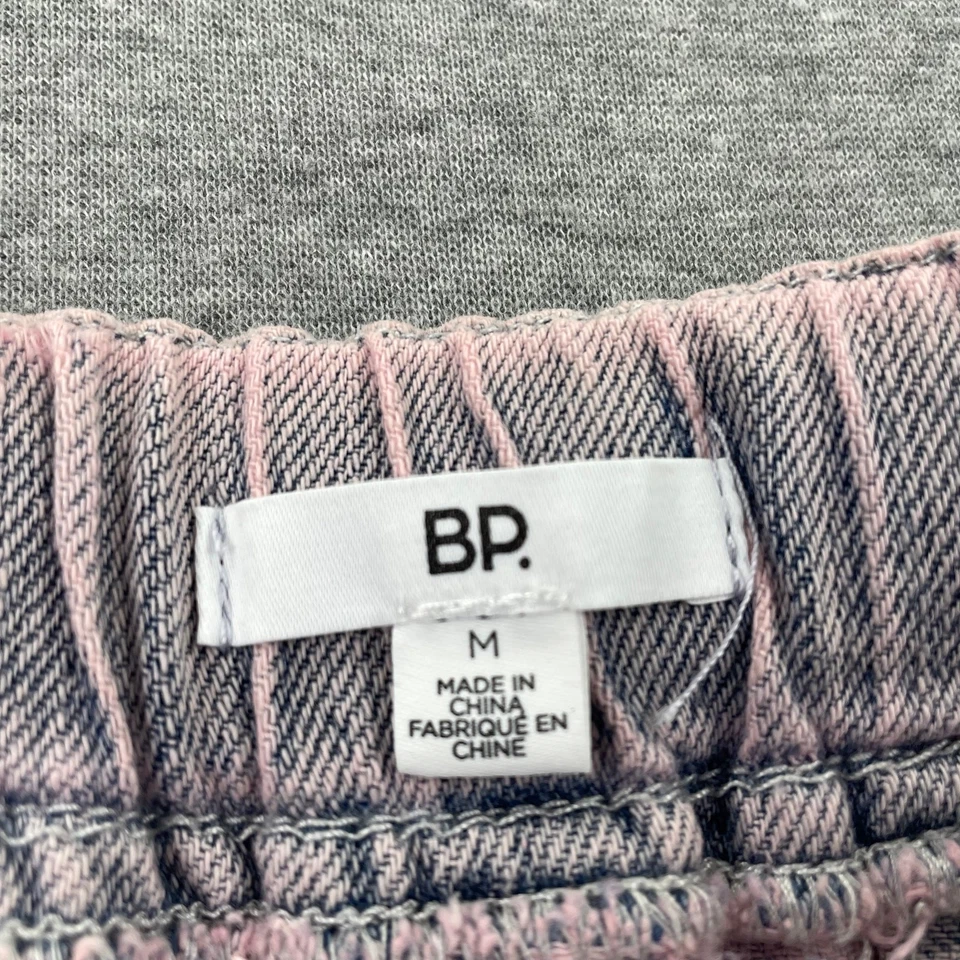 BP.
M
MADE IN
CHINA
FABRIQUÉ EN
CHINE